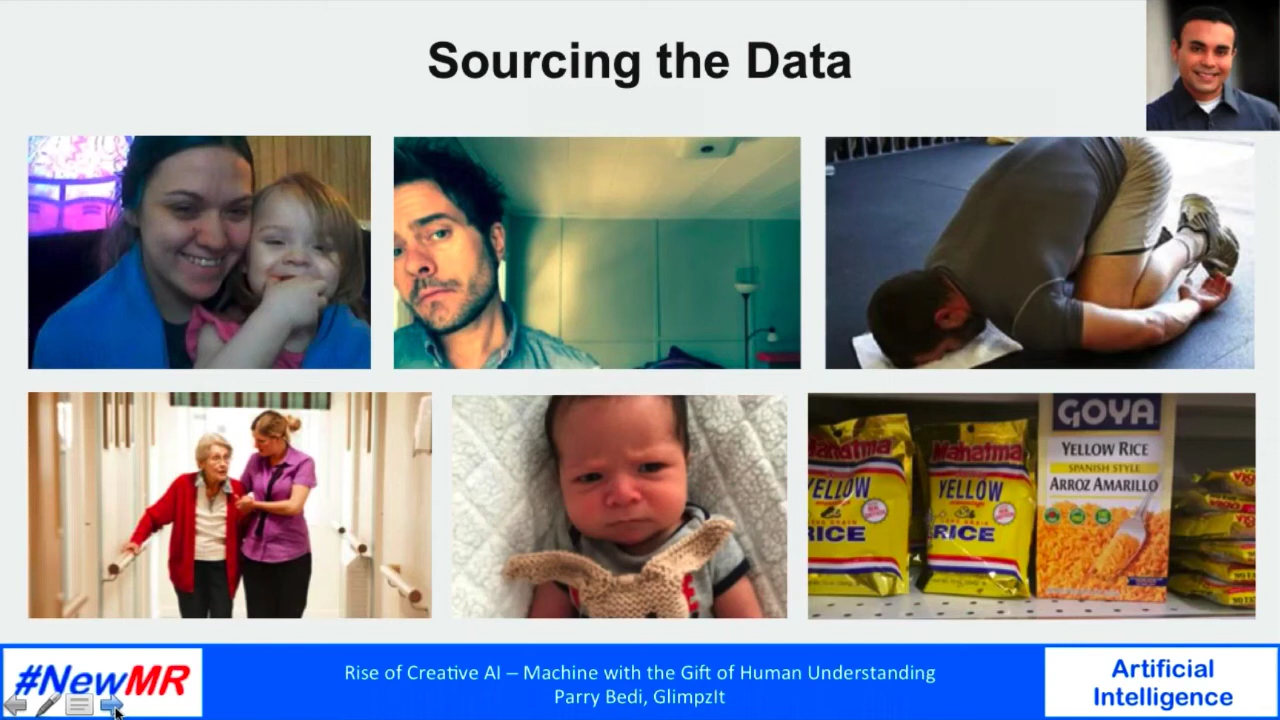 Sourcing the Data
Mahatma
YELLOW
RICE
Mahatma
YELLOW
RICE
GOYA
YELLOW RICE
SPANISH STYLE
ARROZ AMARILLO
#NewMR
Rise of Creative AI – Machine with the Gift of Human Understanding
Parry Bedi, GlimpzIt
Artificial
Intelligence